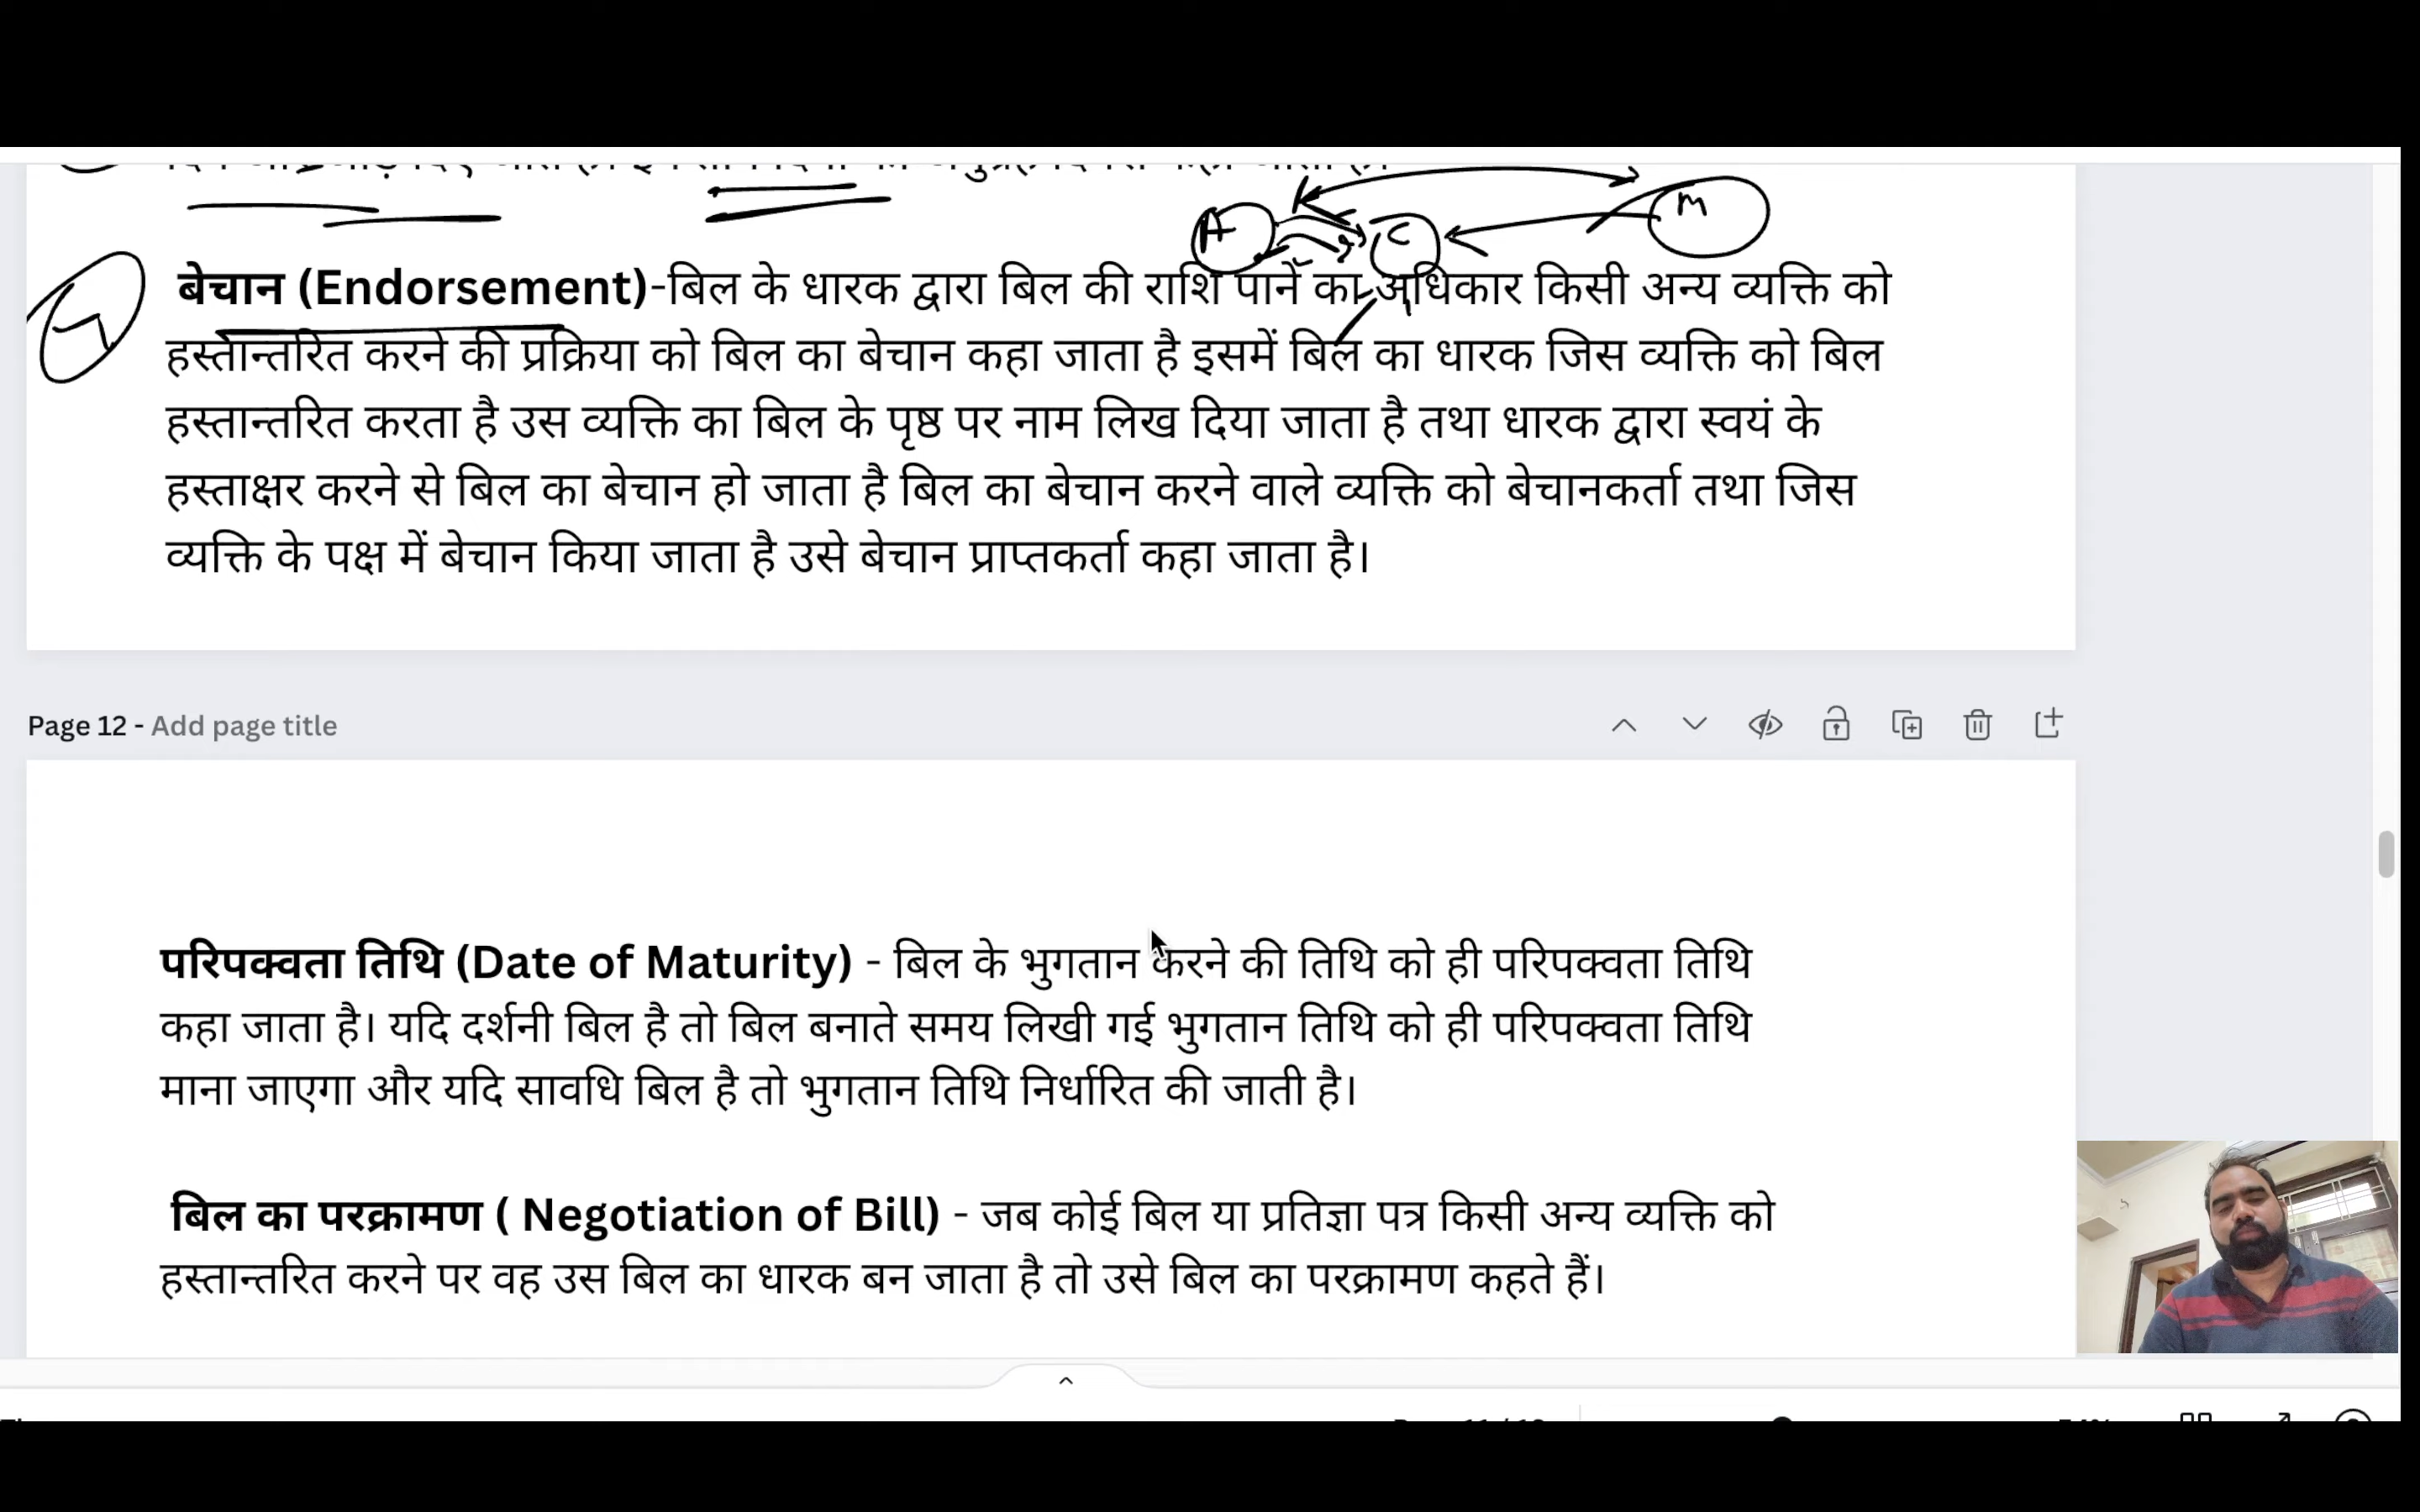 A C M
बेचान (Endorsement)-बिल के धारक द्वारा बिल की राशि पाने का अधिकार किसी अन्य व्यक्ति को
हस्तान्तरित करने की प्रक्रिया को बिल का बेचान कहा जाता है इसमें बिल का धारक जिस व्यक्ति को बिल
हस्तान्तरित करता है उस व्यक्ति का बिल के पृष्ठ पर नाम लिख दिया जाता है तथा धारक द्वारा स्वयं के
हस्ताक्षर करने से बिल का बेचान हो जाता है बिल का बेचान करने वाले व्यक्ति को बेचानकर्ता तथा जिस
व्यक्ति के पक्ष में बेचान किया जाता है उसे बेचान प्राप्तकर्ता कहा जाता है।
Page 12 - Add page title
परिपक्वता तिथि (Date of Maturity) - बिल के भुगतान करने की तिथि को ही परिपक्वता तिथि
कहा जाता है। यदि दर्शनी बिल है तो बिल बनाते समय लिखी गई भुगतान तिथि को ही परिपक्वता तिथि
माना जाएगा और यदि सावधि बिल है तो भुगतान तिथि निर्धारित की जाती है।
बिल का परक्रामण ( Negotiation of Bill) - जब कोई बिल या प्रतिज्ञा पत्र किसी अन्य व्यक्ति को
हस्तान्तरित करने पर वह उस बिल का धारक बन जाता है तो उसे बिल का परक्रामण कहते हैं।